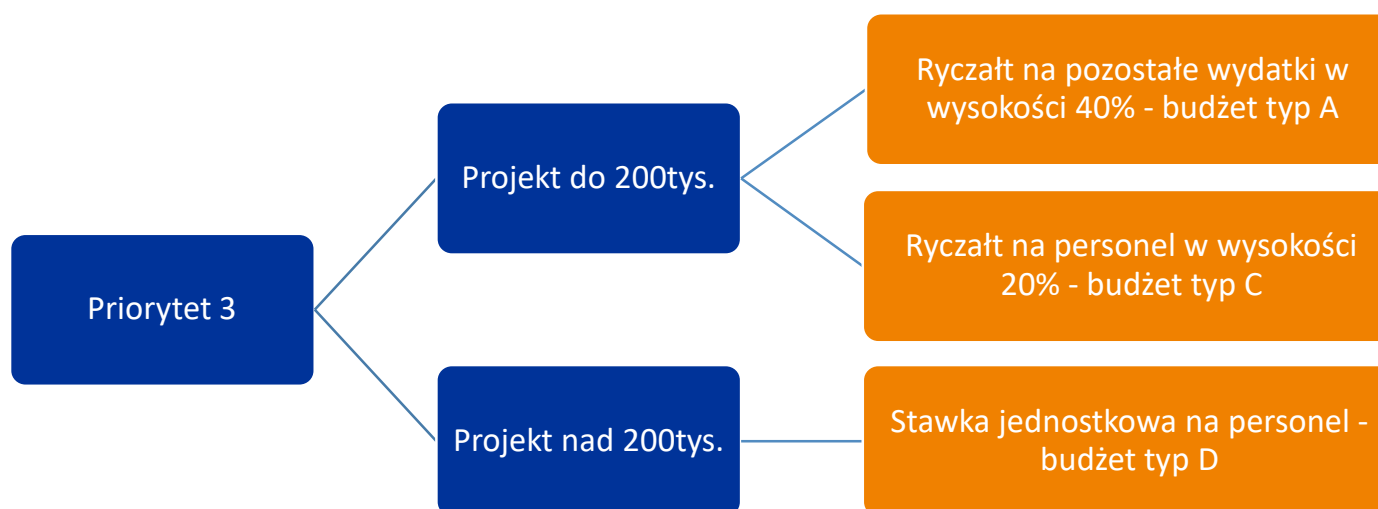 Priorytet 3
Projekt do 200tys.
Projekt nad 200tys.
Ryczałt na pozostałe wydatki w
wysokości 40% - budżet typ A
Ryczałt na personel w wysokości
20% - budżet typ C
Stawka jednostkowa na personel -
budżet typ D